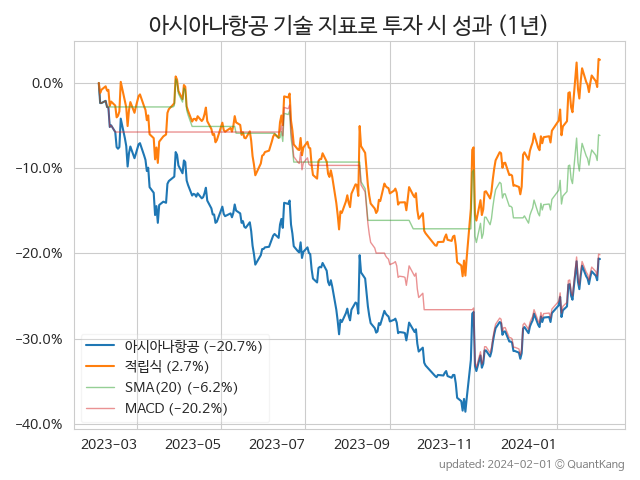 아시아나항공 기술 지표로 투자 시 성과 (1년)
0.0%
−10.0%
−20.0%
−30.0%
−40.0%
아시아나항공 (−20.7%)
적립식 (2.7%)
SMA(20) (−6.2%)
MACD (−20.2%)
2023−03 2023−05 2023−07 2023−09 2023−11 2024−01
updated: 2024−02−01 © QuantKang